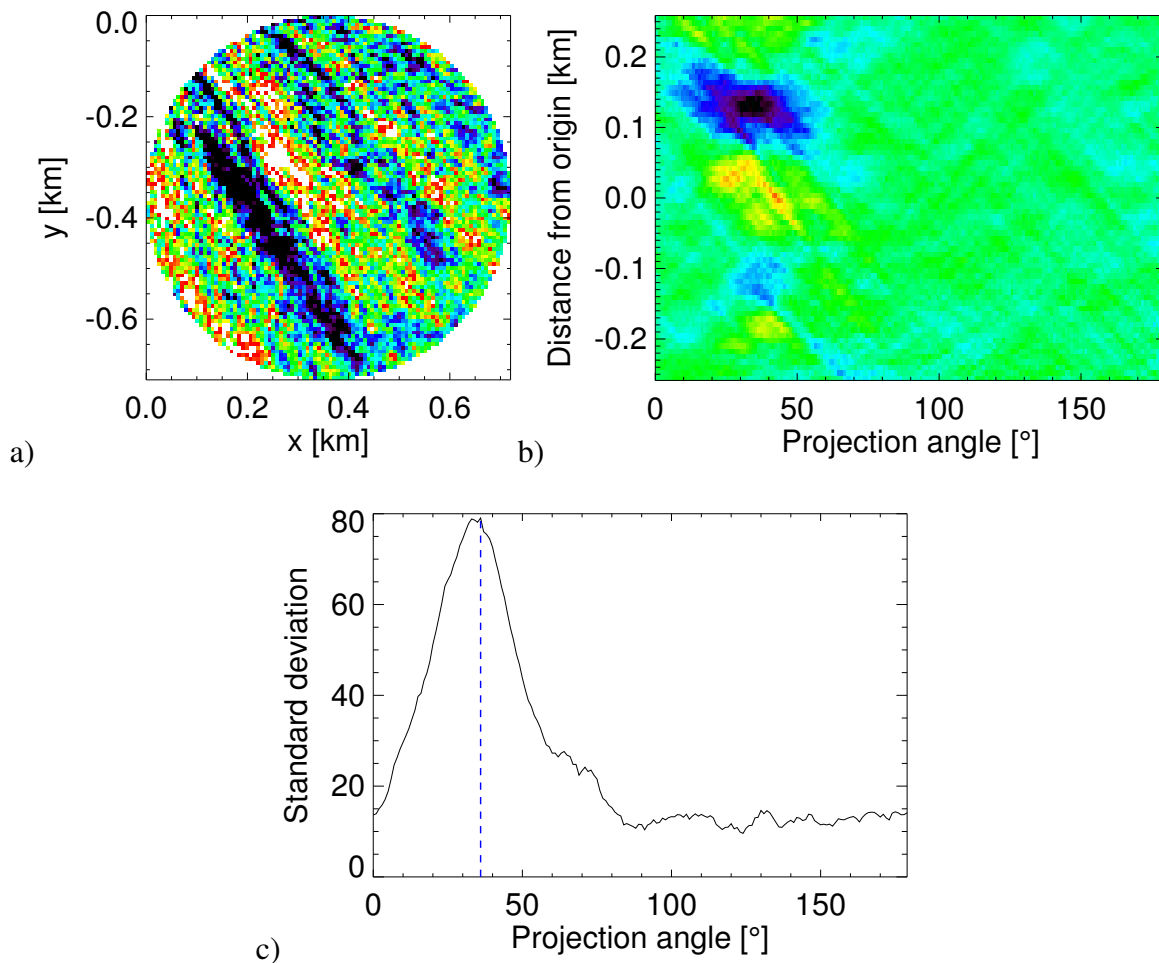 0.0
-0.2
-0.4
-0.6
y [km]
0.0 0.2 0.4 0.6
x [km]
a)
0.2
0.1
0.0
-0.1
-0.2
Distance from origin [km]
0 50 100 150
Projection angle [°]
b)
80
60
40
20
0
Standard deviation
0 50 100 150
Projection angle [°]
c)